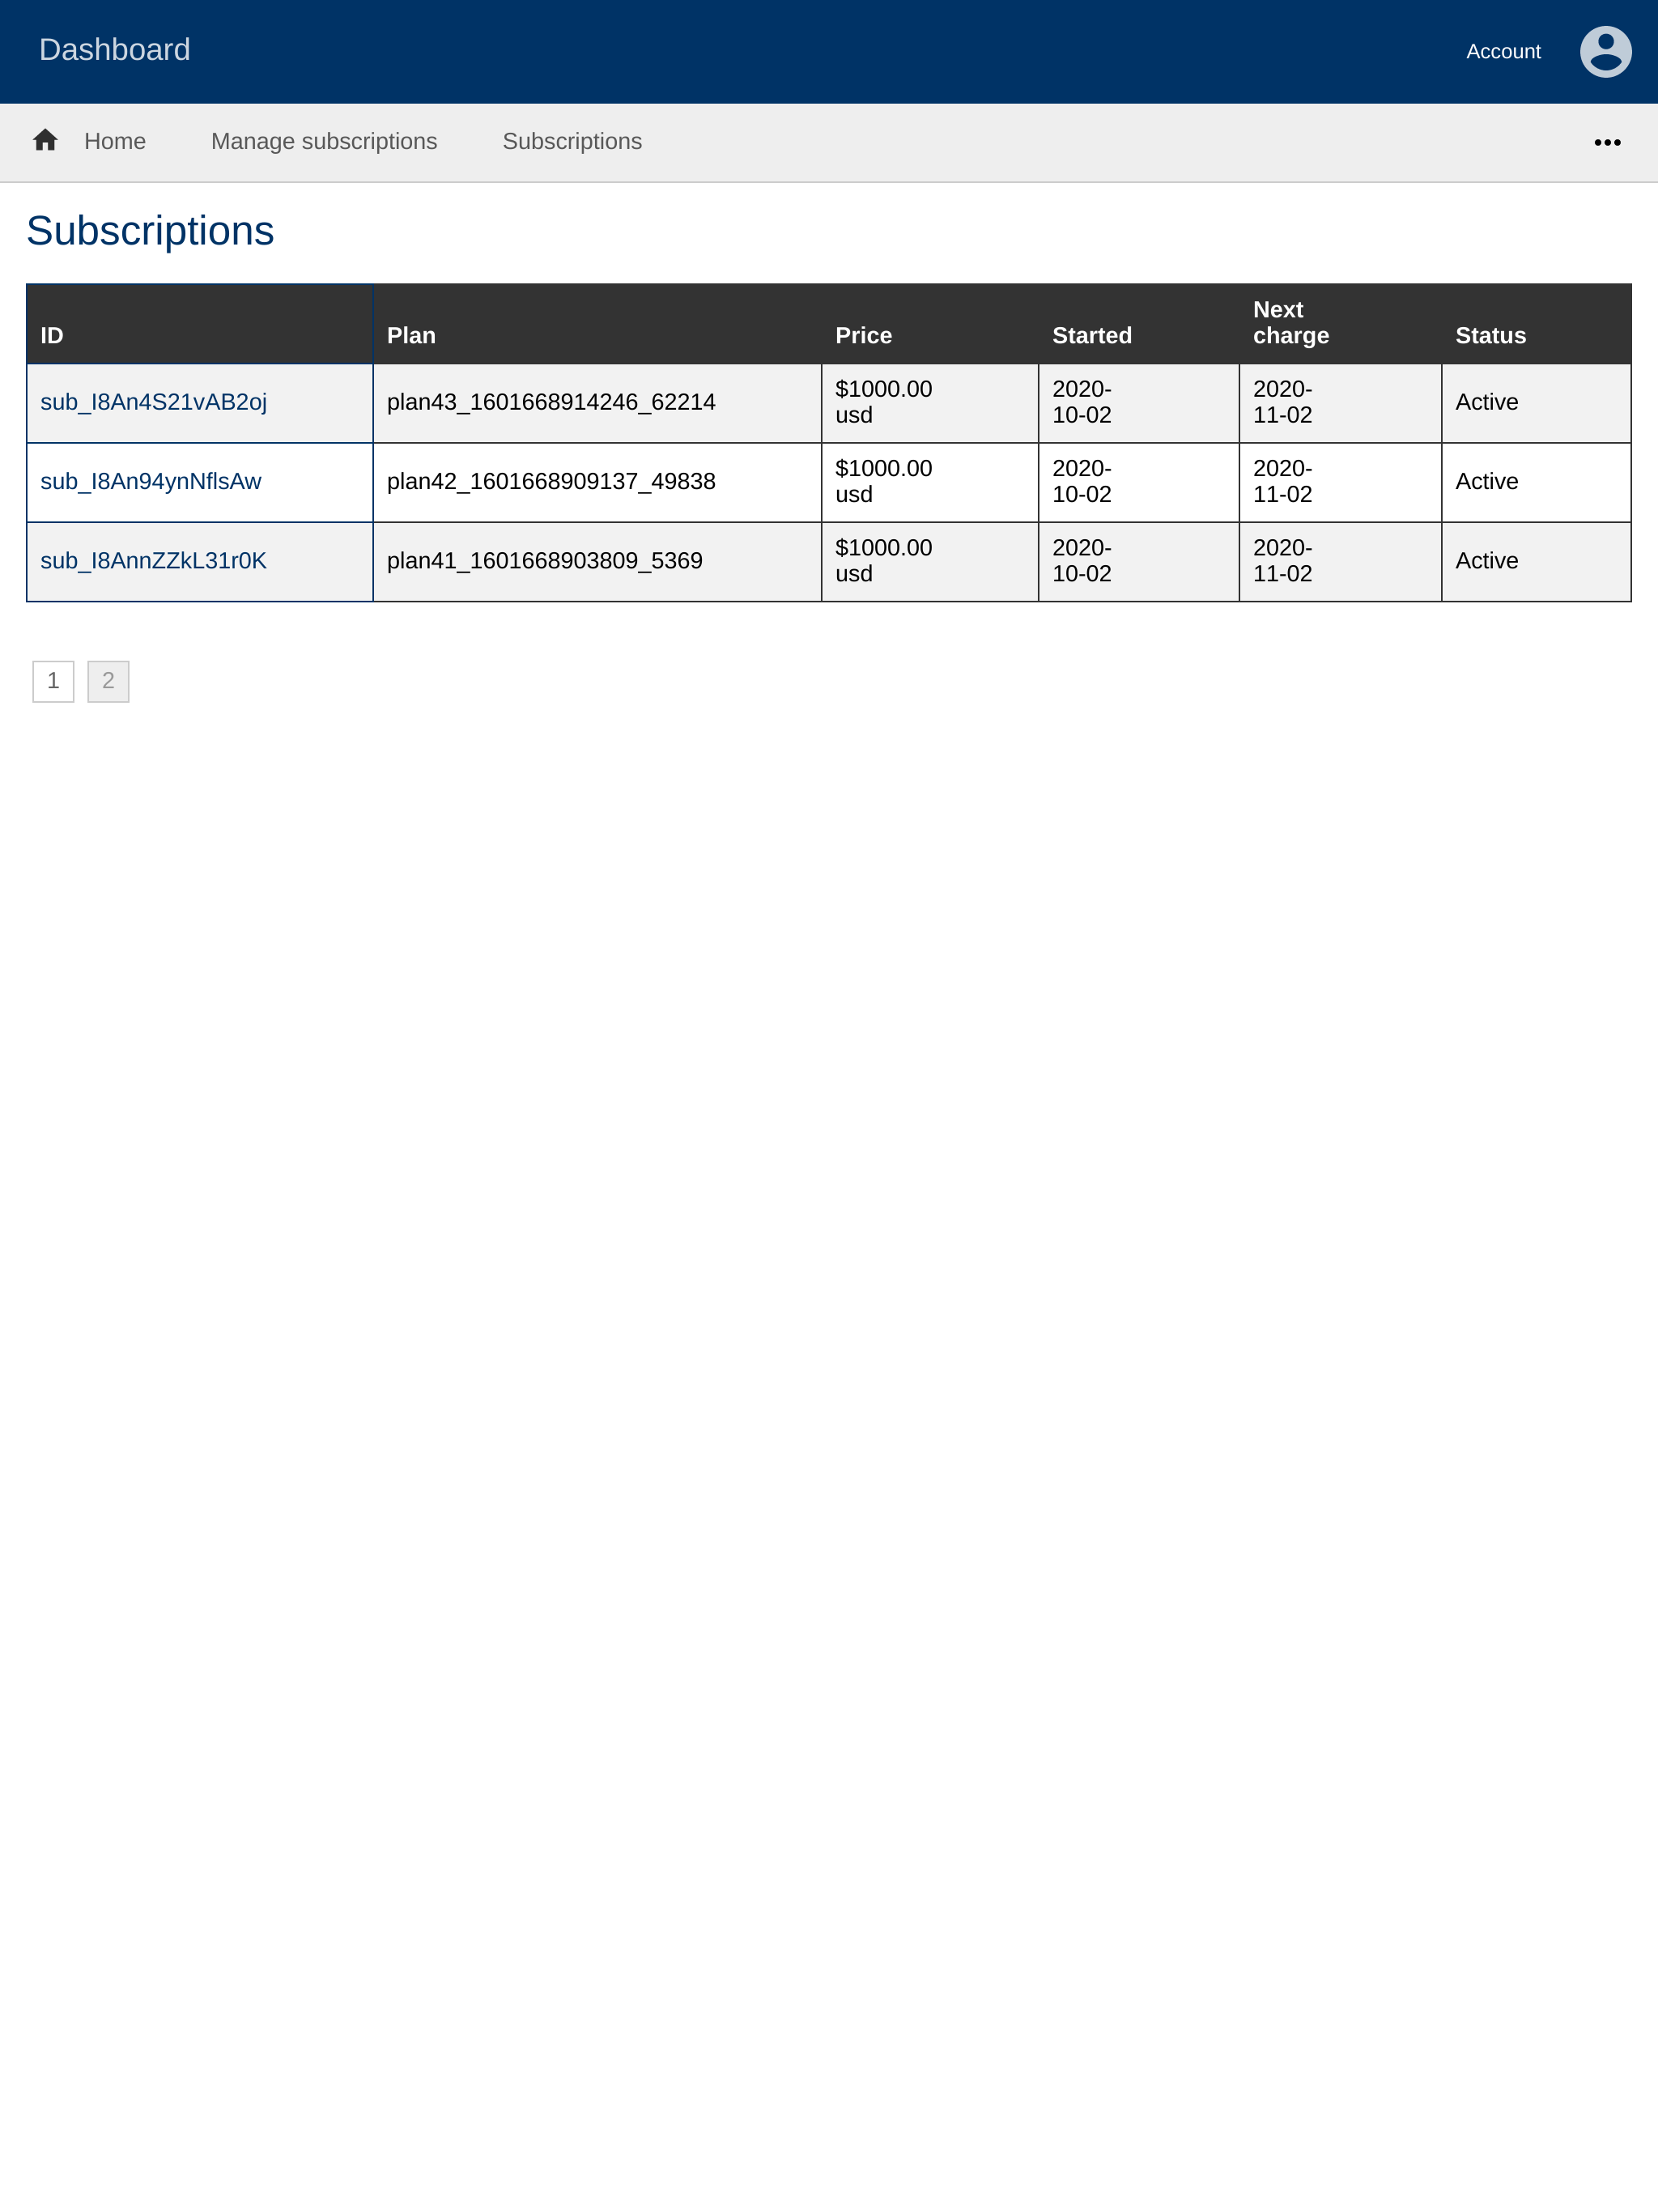 Dashboard
Account
Home Manage subscriptions Subscriptions
Subscriptions
ID Plan Price Started Next charge Status
sub_I8An4S21vAB2oj plan43_1601668914246_62214 $1000.00 usd 2020-10-02 2020-11-02 Active
sub_I8An94ynNflsAw plan42_1601668909137_49838 $1000.00 usd 2020-10-02 2020-11-02 Active
sub_I8AnnZZkL31r0K plan41_1601668903809_5369 $1000.00 usd 2020-10-02 2020-11-02 Active
1 2